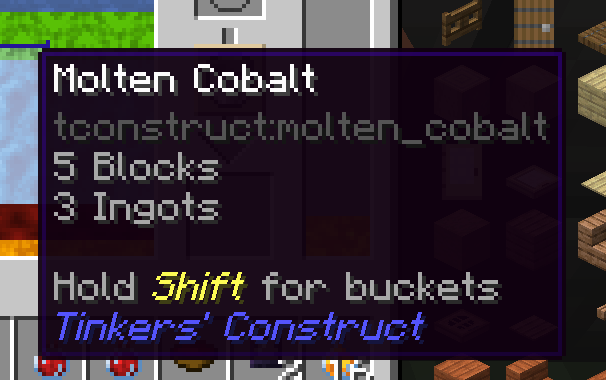 Molten Cobalt
tconstruct:molten_cobalt
5 Blocks
3 Ingots
Hold Shift for buckets
Tinkers' Construct